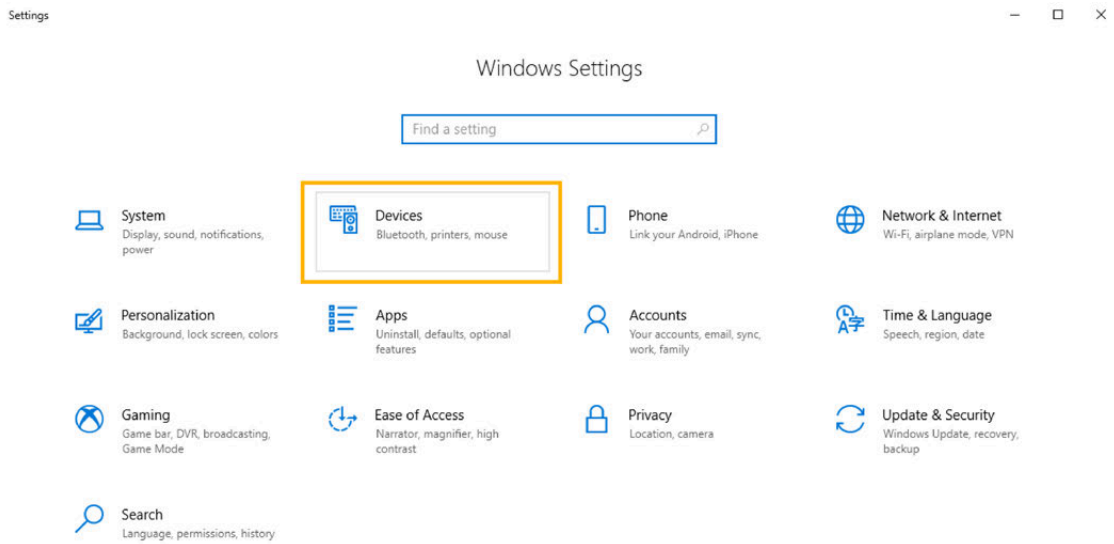 Settings
Windows Settings
Find a setting
System
Display, sound, notifications,
power
Devices
Bluetooth, printers, mouse
Phone
Link your Android, iPhone
Network & Internet
Wi-Fi, airplane mode, VPN
Personalization
Background, lock screen, colors
Apps
Uninstall, defaults, optional
features
Accounts
Your accounts, email, sync,
work, family
Time & Language
Speech, region, date
Gaming
Game bar, DVR, broadcasting,
Game Mode
Ease of Access
Narrator, magnifier, high
contrast
Privacy
Location, camera
Update & Security
Windows Update, recovery,
backup
Search
Language, permissions, history